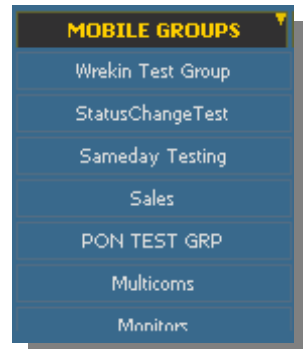 MOBILE GROUPS
Wrekin Test Group
StatusChangeTest
Sameday Testing
Sales
PON TEST GRP
Multicoms
Monitors